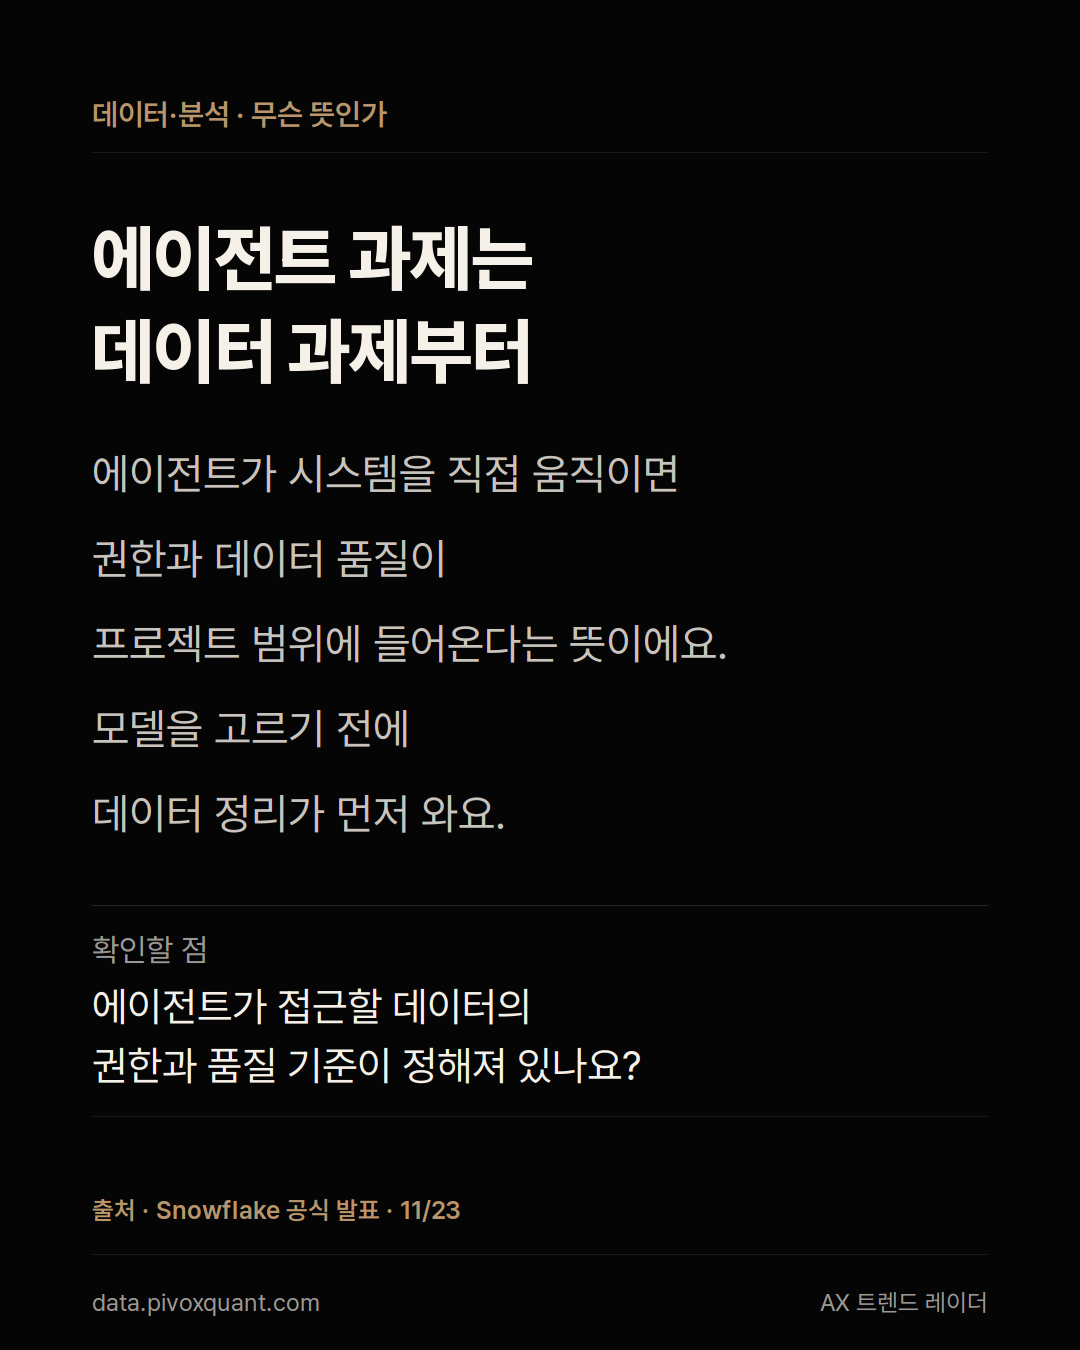 데이터·분석 · 무슨 뜻인가
에이전트 과제는
데이터 과제부터
에이전트가 시스템을 직접 움직이면
권한과 데이터 품질이
프로젝트 범위에 들어온다는 뜻이에요.
모델을 고르기 전에
데이터 정리가 먼저 와요.
확인할 점
에이전트가 접근할 데이터의
권한과 품질 기준이 정해져 있나요?
출처 · Snowflake 공식 발표 · 11/23
data.pivoxquant.com
AX 트렌드 레이더